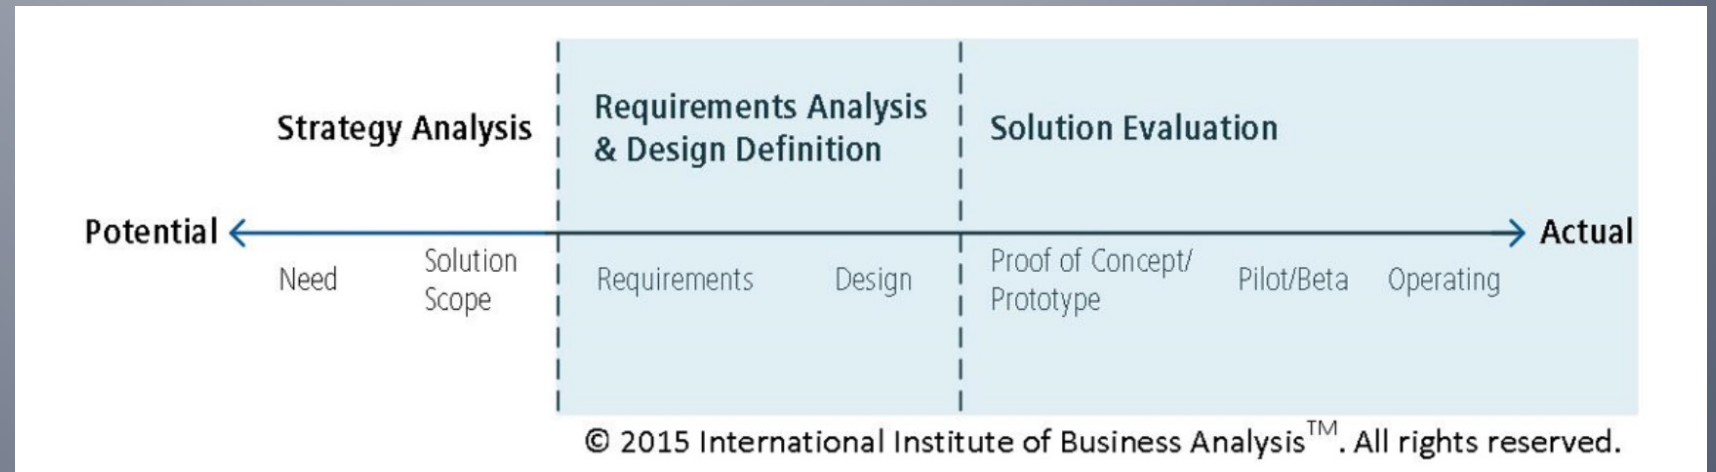 Strategy Analysis
Requirements Analysis
& Design Definition
Solution Evaluation
Potential
Actual
Need
Solution
Scope
Requirements
Design
Proof of Concept/
Prototype
Pilot/Beta
Operating
© 2015 International Institute of Business Analysis™. All rights reserved.